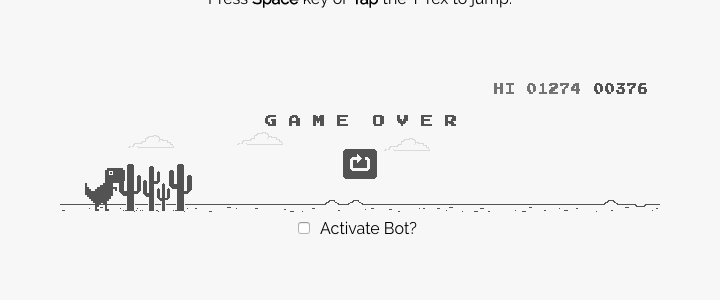 Press Space key or Tap the T-rex to jump.
HI 01274 00376
GAME OVER
Activate Bot?